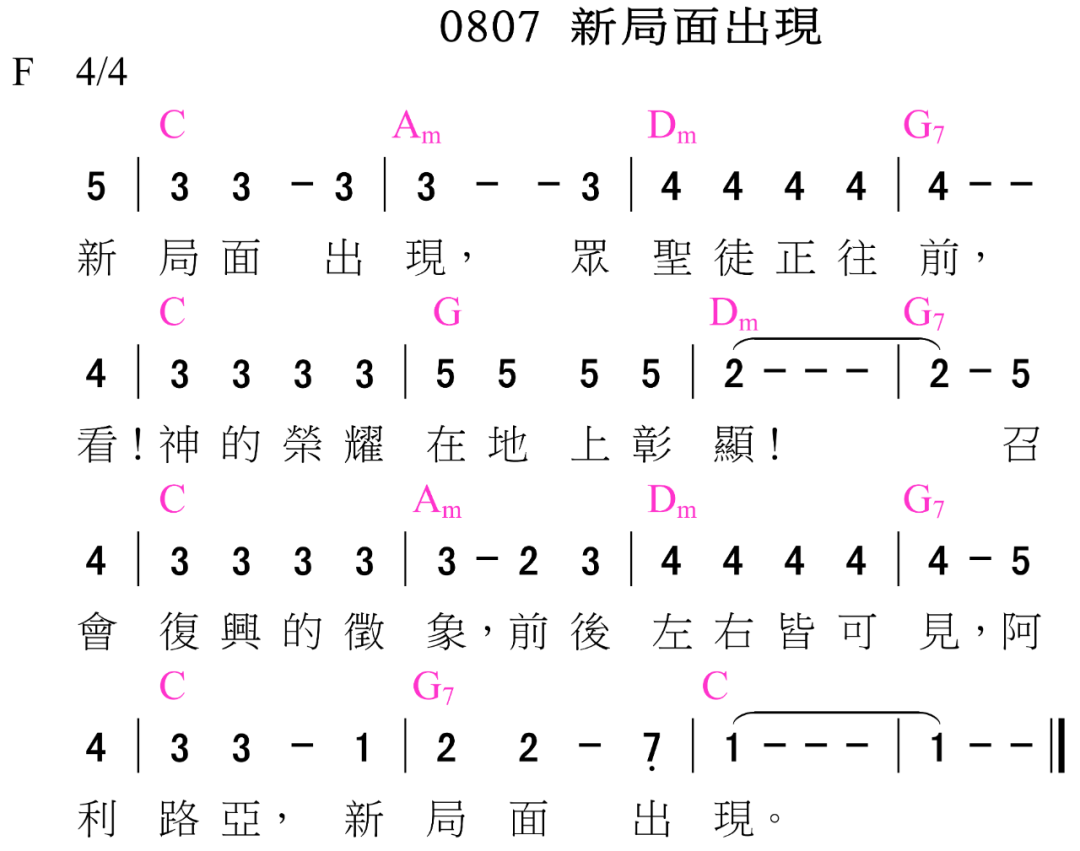 0807 新局面出現
F 4/4
C Am Dm G7
5 | 3 3 - 3 | 3 - - 3 | 4 4 4 4 | 4 - -
新 局 面 出 現， 眾 聖 徒 正 往 前，
C G Dm G7
4 | 3 3 3 3 | 5 5 5 5 | 2 - - - | 2 - 5
看！神 的 榮 耀 在 地 上 彰 顯！ 召
C Am Dm G7
4 | 3 3 3 3 | 3 - 2 3 | 4 4 4 4 | 4 - 5
會 復 興 的 徵 象，前 後 左 右 皆 可 見，阿
C G7 C
4 | 3 3 - 1 | 2 2 - 7̣ | 1 - - - | 1 - - ‖
利 路 亞， 新 局 面 出 現。